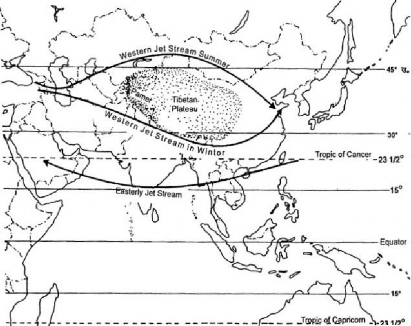 Western Jet Stream Summer
45°
Tibetan
Plateau
Western Jet Stream in Wintor
30°
Tropic of Cancer
23 1/2°
Easterly Jet Stream
15°
Equator
15°
Tropic of Capricorn
23 1/2°